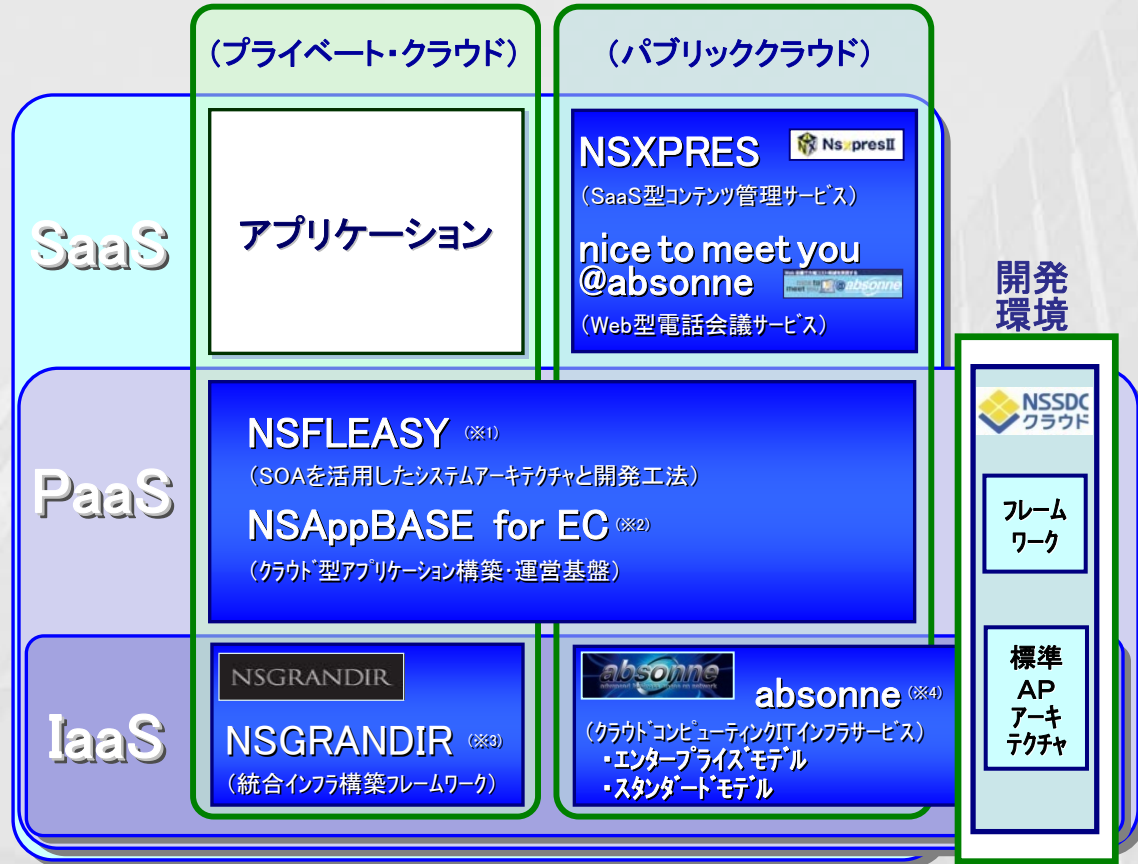 （プライベート・クラウド）
（パブリッククラウド）
SaaS
アプリケーション
NSXPRES
NsxpresⅡ
（SaaS型ｺﾝﾃﾝﾂ管理ｻｰﾋﾞｽ）
nice to meet you
@absonne
meet you @absonne
（Web型電話会議ｻｰﾋﾞｽ）
開発
環境
PaaS
NSFLEASY （※1）
（SOAを活用したｼｽﾃﾑｱｰｷﾃｸﾁｬと開発工法）
NSAppBASE for EC （※2）
（ｸﾗｳﾄﾞ型ｱﾌﾟﾘｹｰｼｮﾝ構築･運営基盤）
NSSDC
クラウド
ﾌﾚｰﾑ
ﾜｰｸ
標準
AP
ｱｰｷ
ﾃｸﾁｬ
IaaS
NSGRANDIR
NSGRANDIR （※3）
（統合ｲﾝﾌﾗ構築ﾌﾚｰﾑﾜｰｸ）
absonne
absonne （※4）
（ｸﾗｳﾄﾞｺﾝﾋﾟｭｰﾃｨﾝｸﾞITｲﾝﾌﾗｻｰﾋﾞｽ）
・ｴﾝﾀｰﾌﾟﾗｲｽﾞﾓﾃﾞﾙ
・ｽﾀﾝﾀﾞｰﾄﾞﾓﾃﾞﾙ